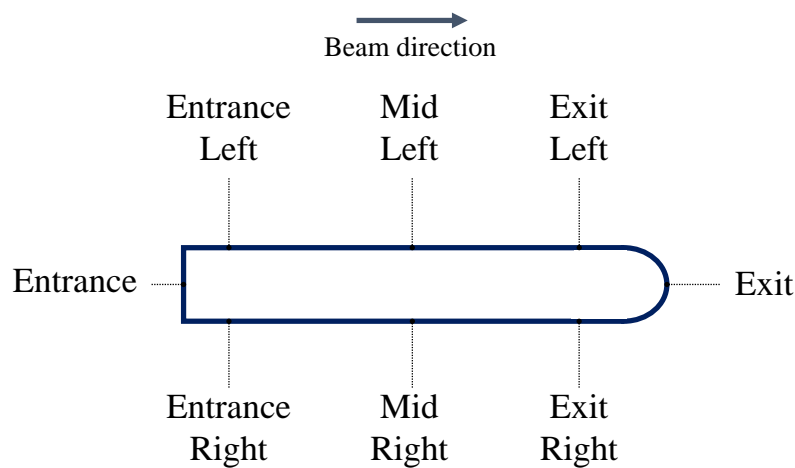 Beam direction
Entrance
Left
Mid
Left
Exit
Left
Entrance
Exit
Entrance
Right
Mid
Right
Exit
Right